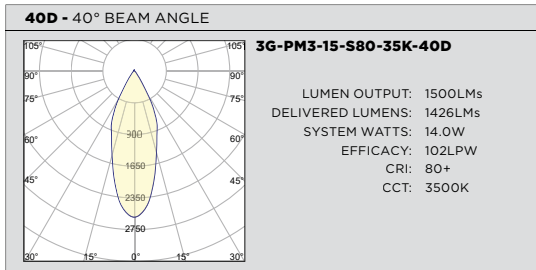 40D - 40° BEAM ANGLE
3G-PM3-15-S80-35K-40D
105° 105°
90° 90°
75° 75°
60° 60°
45° 45°
30° 15° 0° 15° 30°
900
1650
2350
2750
LUMEN OUTPUT: 1500LMs
DELIVERED LUMENS: 1426LMs
SYSTEM WATTS: 14.0W
EFFICACY: 102LPW
CRI: 80+
CCT: 3500K